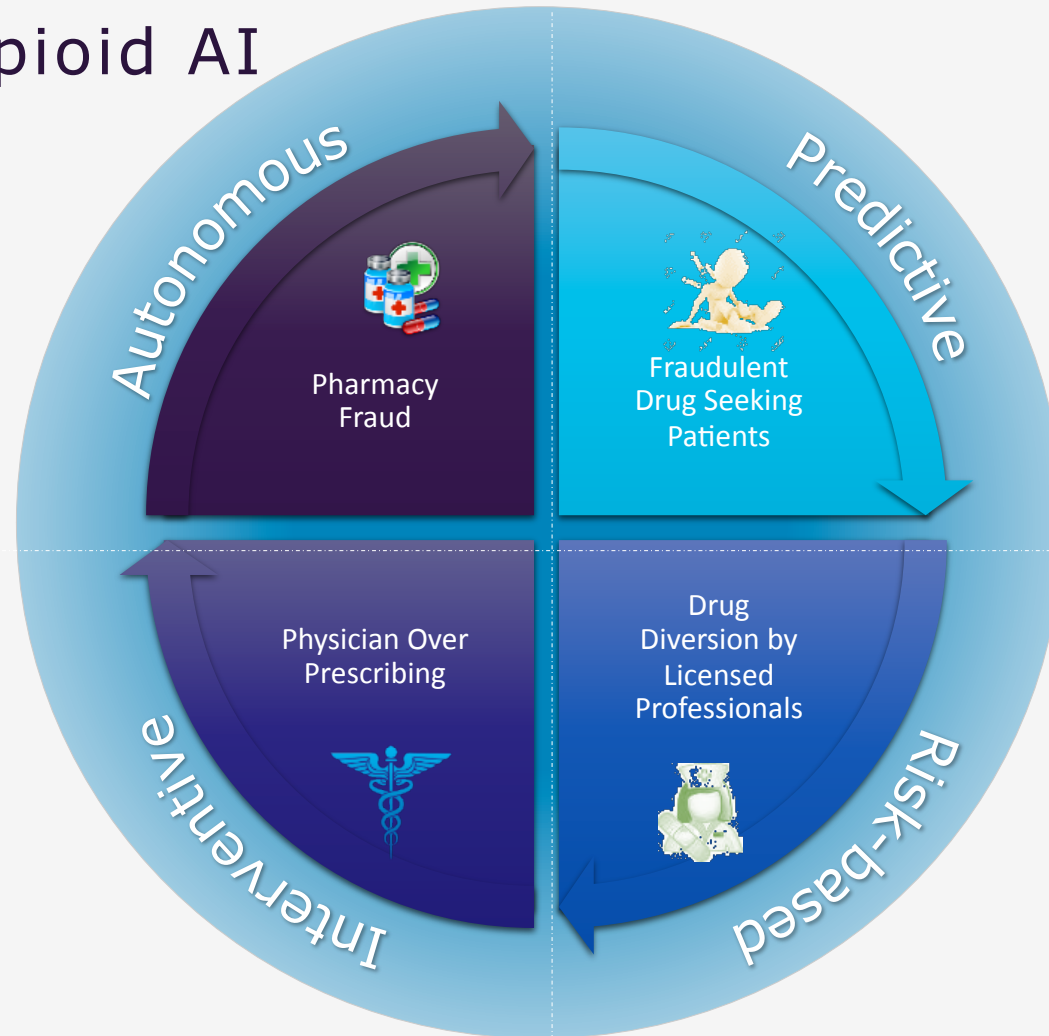 pioid AI
Autonomous
Predictive
Pharmacy
Fraud
Fraudulent
Drug Seeking
Patients
Physician Over
Prescribing
Drug
Diversion by
Licensed
Professionals
Interventive
Risk-based